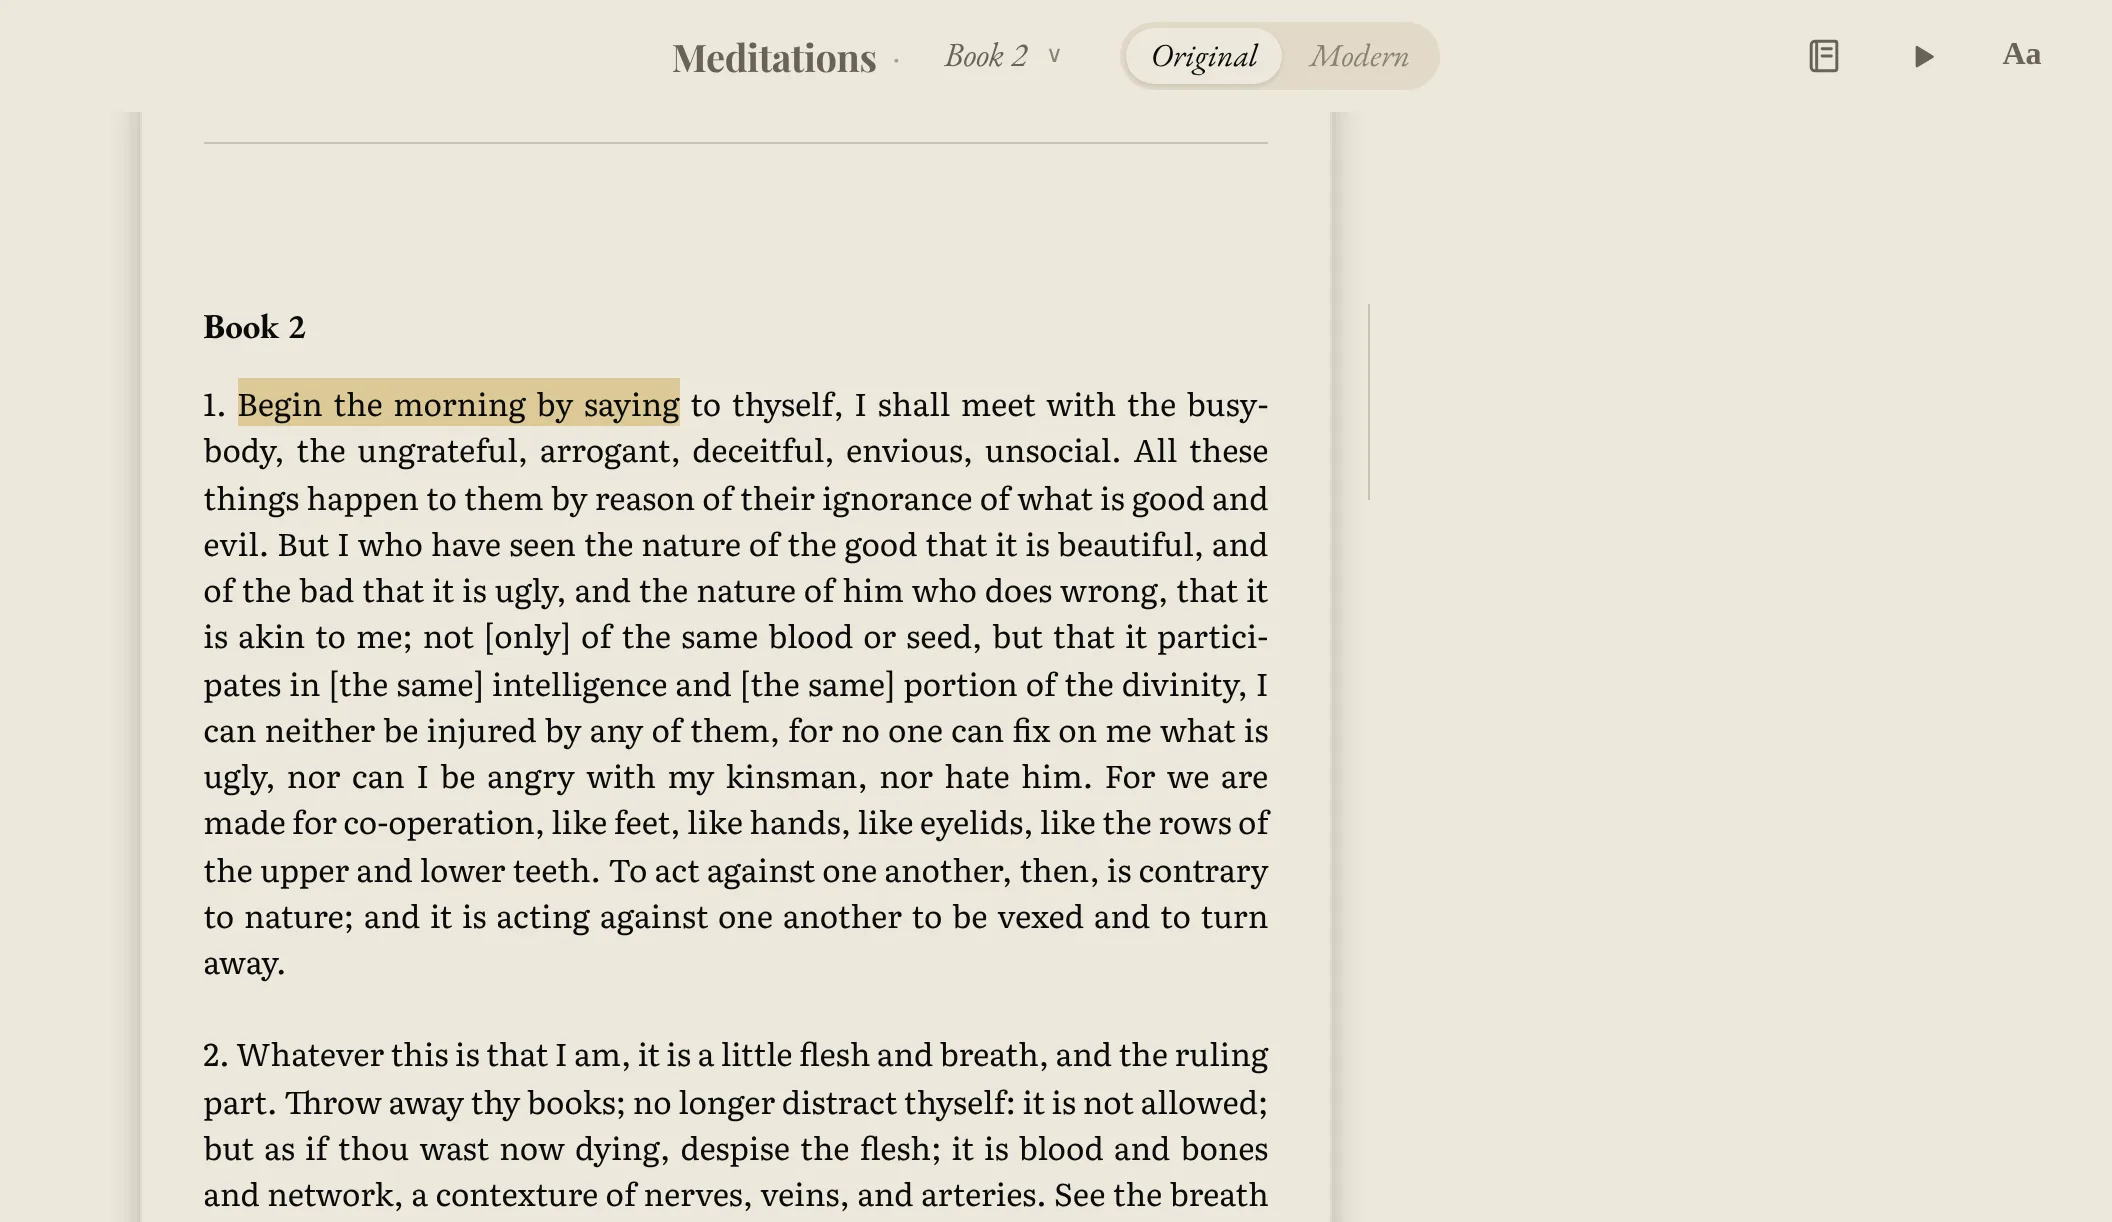 Meditations · Book 2 ∨ Original Modern Aa
Book 2
1. Begin the morning by saying to thyself, I shall meet with the busy-
body, the ungrateful, arrogant, deceitful, envious, unsocial. All these
things happen to them by reason of their ignorance of what is good and
evil. But I who have seen the nature of the good that it is beautiful, and
of the bad that it is ugly, and the nature of him who does wrong, that it
is akin to me; not [only] of the same blood or seed, but that it partici-
pates in [the same] intelligence and [the same] portion of the divinity, I
can neither be injured by any of them, for no one can fix on me what is
ugly, nor can I be angry with my kinsman, nor hate him. For we are
made for co-operation, like feet, like hands, like eyelids, like the rows of
the upper and lower teeth. To act against one another, then, is contrary
to nature; and it is acting against one another to be vexed and to turn
away.
2. Whatever this is that I am, it is a little flesh and breath, and the ruling
part. Throw away thy books; no longer distract thyself: it is not allowed;
but as if thou wast now dying, despise the flesh; it is blood and bones
and network, a contexture of nerves, veins, and arteries. See the breath